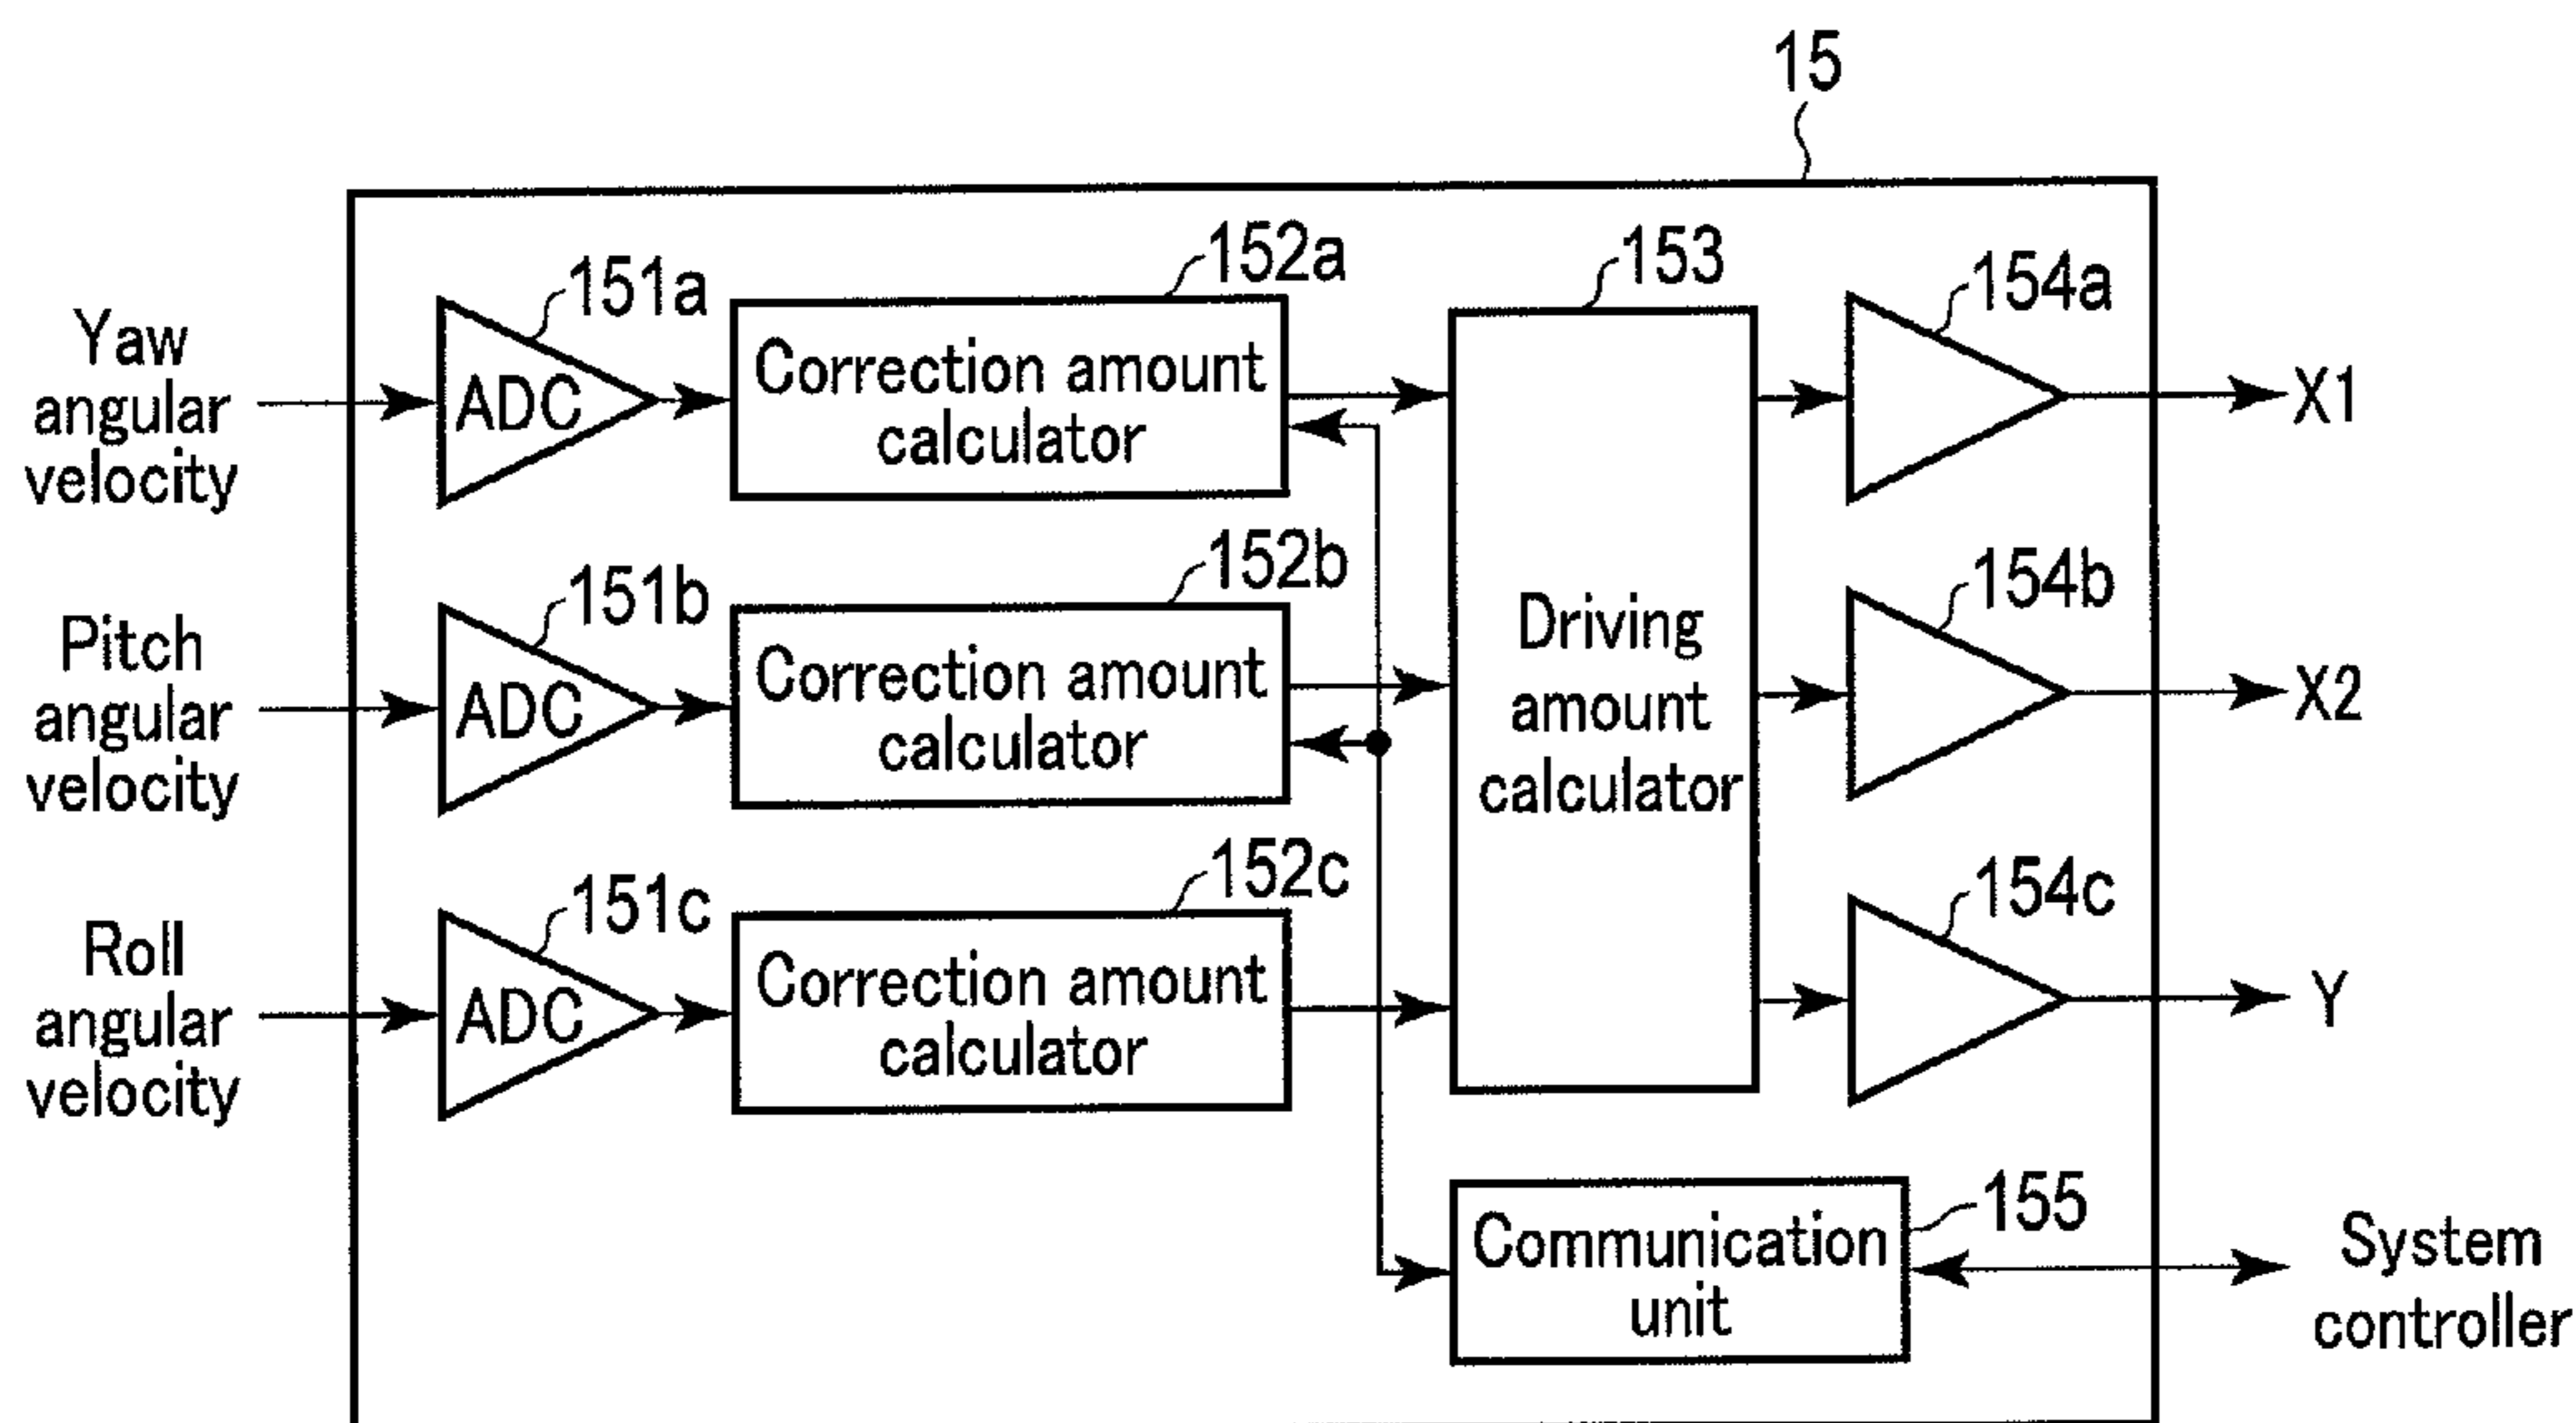 15
Yaw
angular
velocity
151a
ADC
152a
Correction amount
calculator
153
Driving
amount
calculator
154a
X1
Pitch
angular
velocity
151b
ADC
152b
Correction amount
calculator
154b
X2
Roll
angular
velocity
151c
ADC
152c
Correction amount
calculator
154c
Y
Communication
unit
155
System
controller